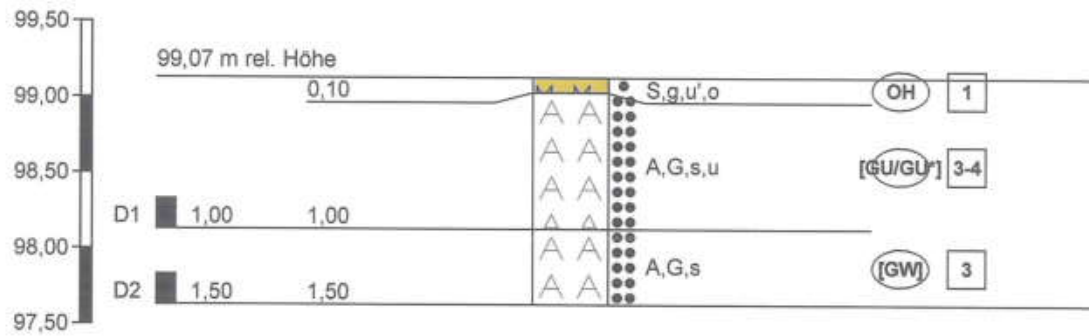 99,50
99,07 m rel. Höhe
0,10
S,g,u',o
OH
1
99,00
A A
98,50
A A
A,G,s,u
[GU/GU*]
3-4
A A
D1
1,00
1,00
A A
98,00
A A
A,G,s
[GW]
3
D2
1,50
1,50
A A
97,50